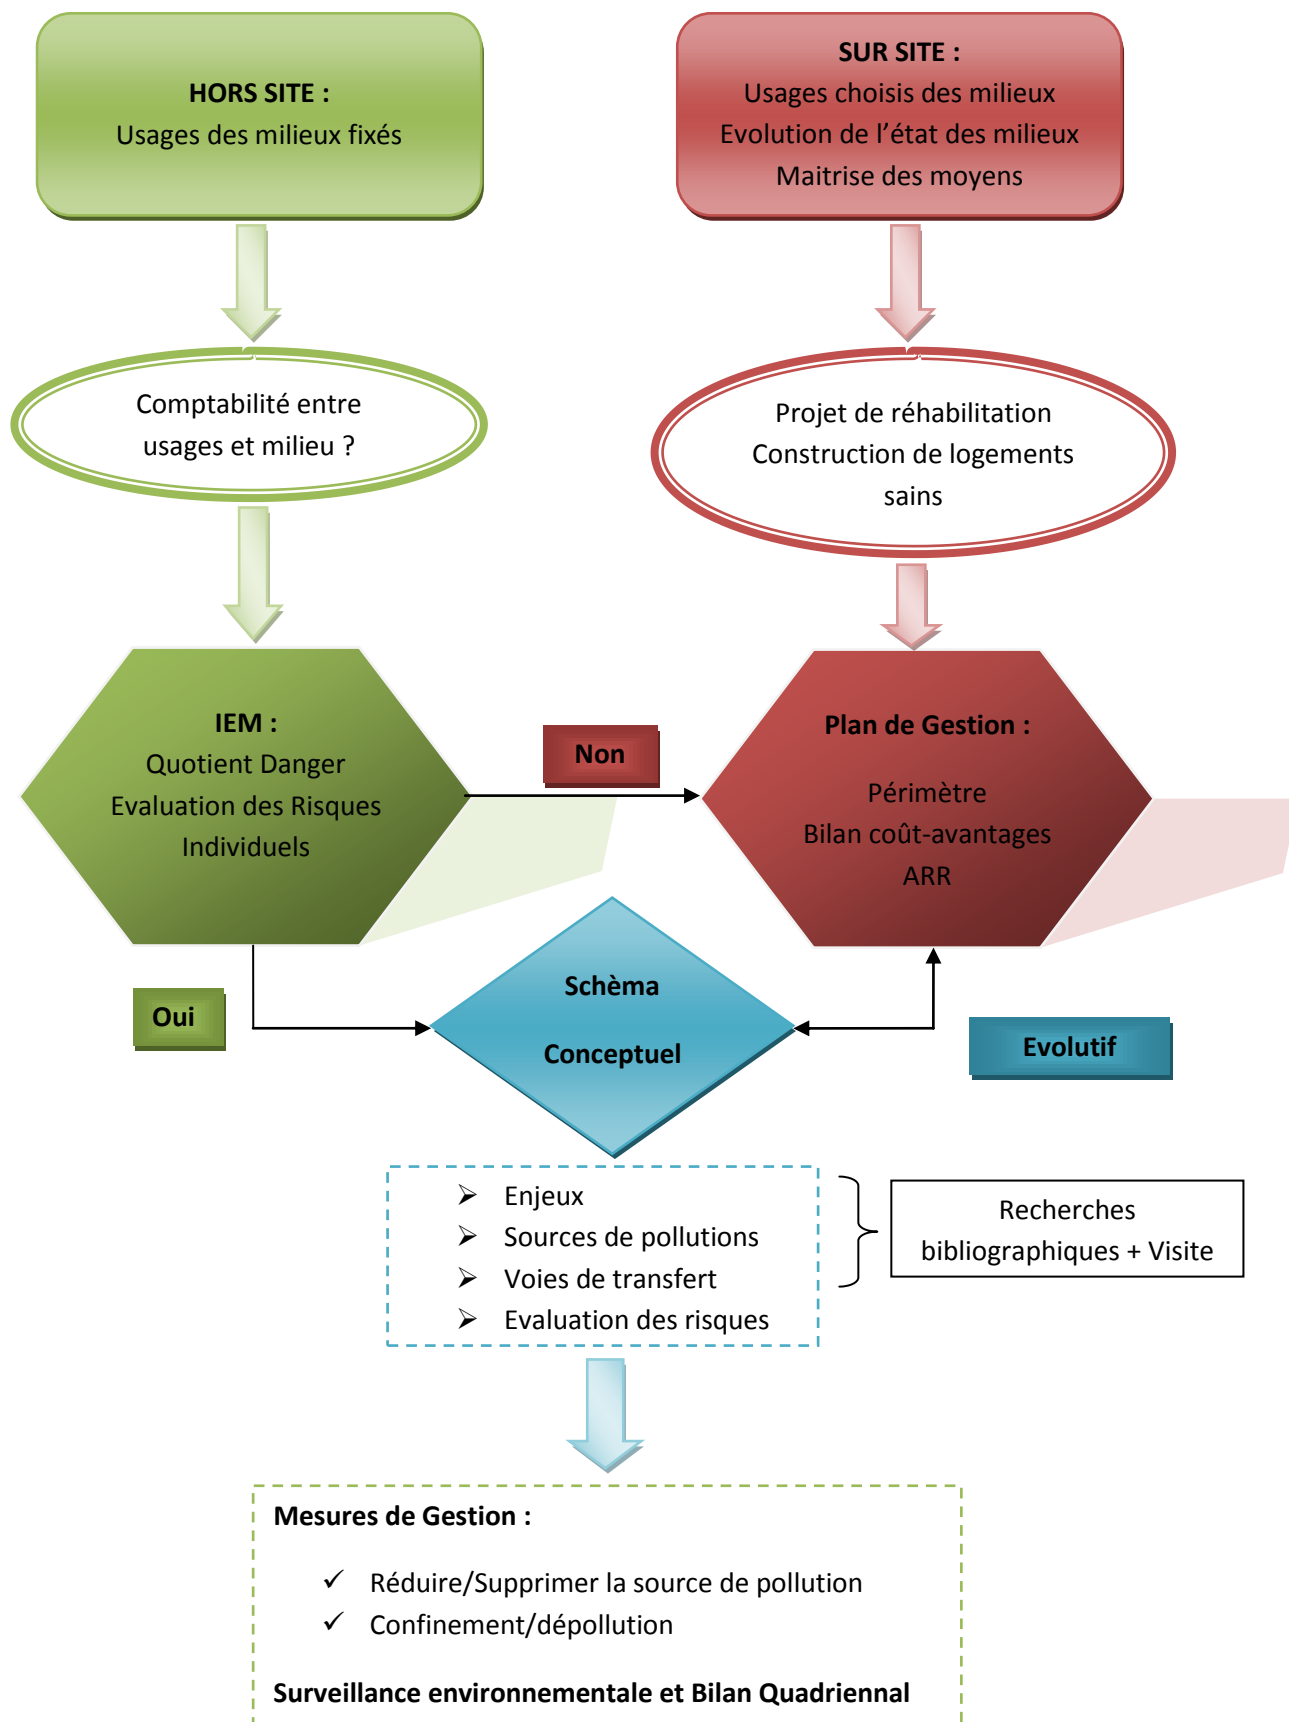 HORS SITE :
Usages des milieux fixés
SUR SITE :
Usages choisis des milieux
Evolution de l'état des milieux
Maitrise des moyens
Comptabilité entre
usages et milieu ?
Projet de réhabilitation
Construction de logements
sains
IEM :
Quotient Danger
Evaluation des Risques
Individuels
Non
Plan de Gestion :
Périmètre
Bilan coût-avantages
ARR
Oui
Schèma
Conceptuel
Evolutif
➢ Enjeux
➢ Sources de pollutions
➢ Voies de transfert
➢ Evaluation des risques
Recherches
bibliographiques + Visite
Mesures de Gestion :
✓ Réduire/Supprimer la source de pollution
✓ Confinement/dépollution
Surveillance environnementale et Bilan Quadriennal